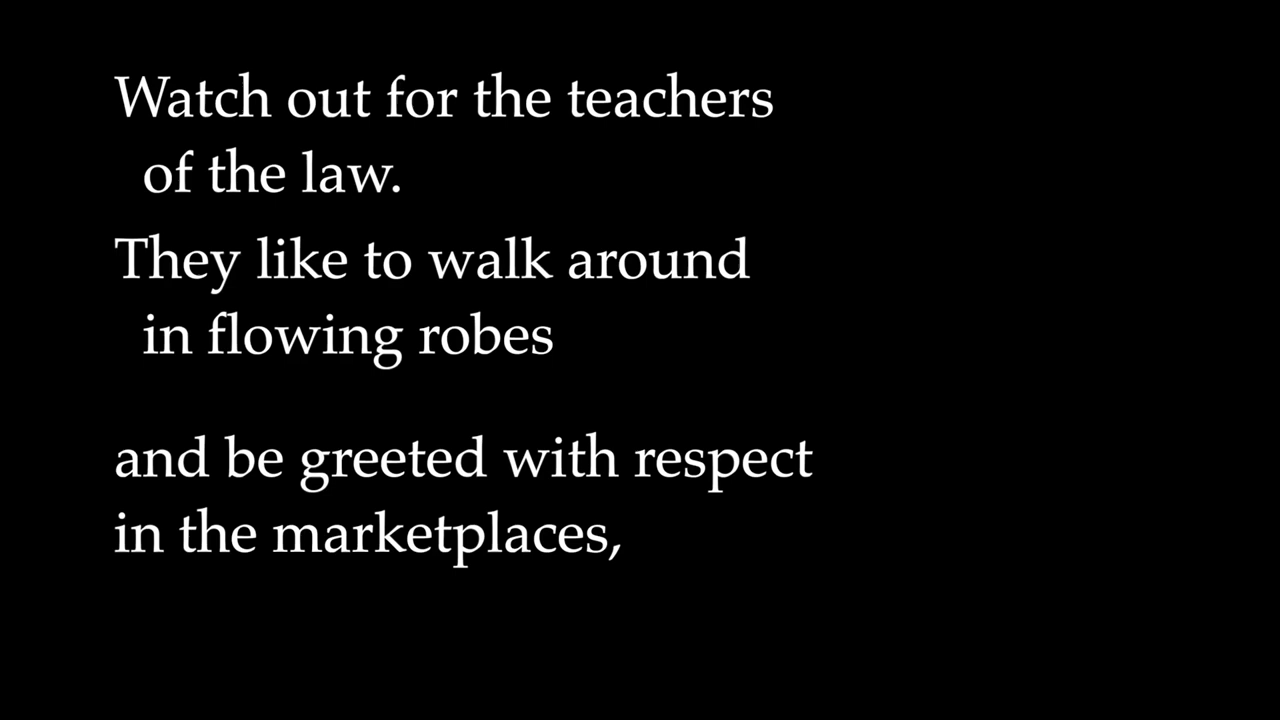 Watch out for the teachers
of the law.
They like to walk around
in flowing robes
and be greeted with respect
in the marketplaces,